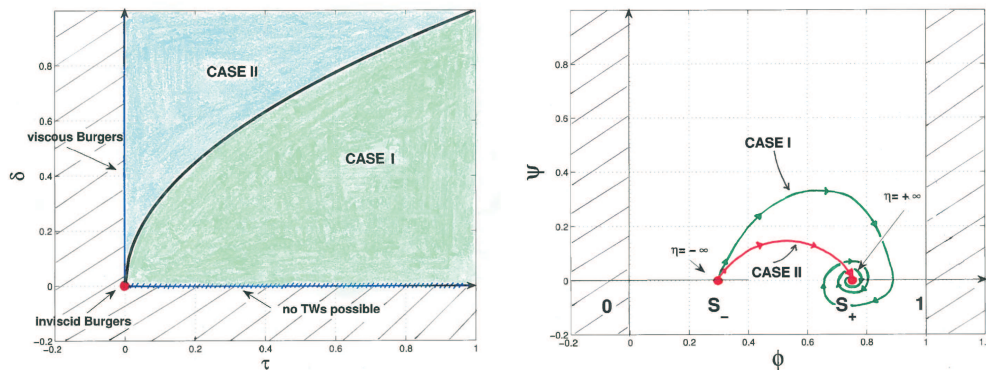 0.8
0.6
0.4
0.2
0
−0.2
δ
CASE II
viscous Burgers
CASE I
inviscid Burgers
no TWs possible
−0.2
0
0.2
0.4
0.6
0.8
1
τ
0.8
0.6
0.4
0.2
0
−0.2
ψ
CASE I
η= +∞
η= −∞
CASE II
0
S−
S+
1
−0.2
0
0.2
0.4
0.6
0.8
1
1.2
ϕ